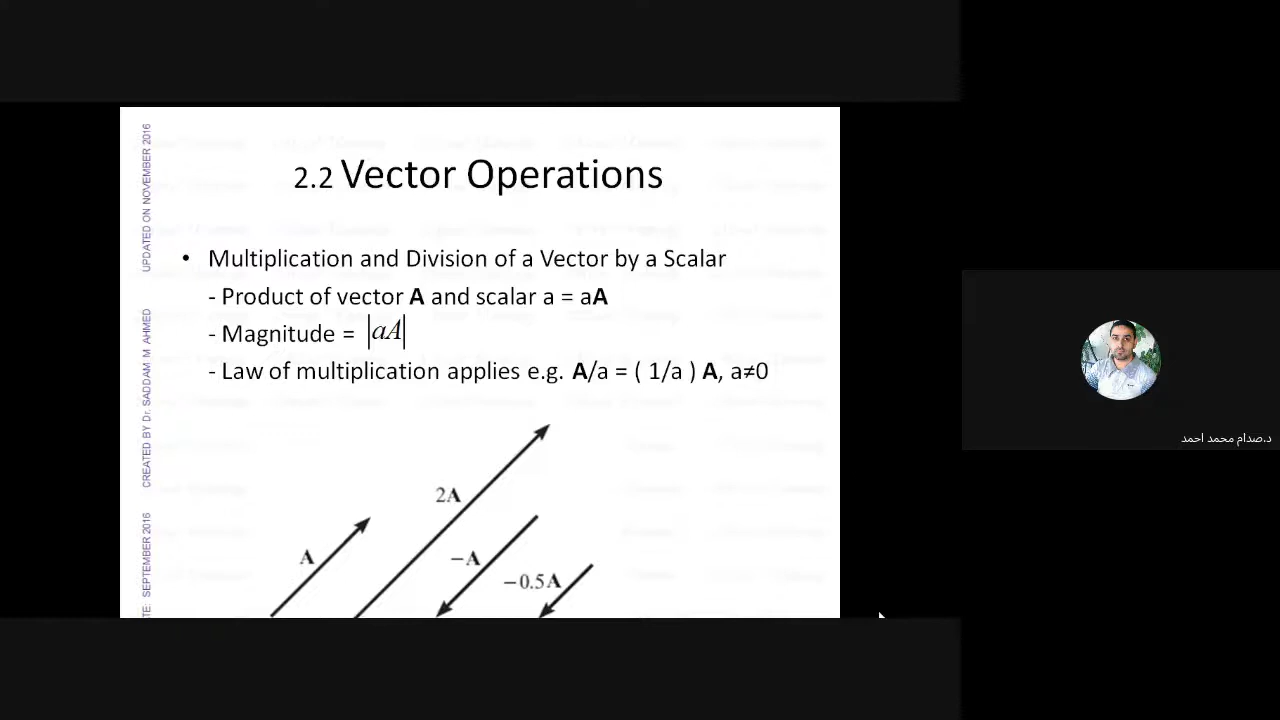 2.2 Vector Operations
• Multiplication and Division of a Vector by a Scalar
- Product of vector A and scalar a = aA
- Magnitude = |aA|
- Law of multiplication applies e.g. A/a = ( 1/a ) A, a≠0
A
2A
−A
−0.5A
UPDATED ON NOVEMBER 2016
CREATED BY Dr. SADDAM M AHMED
TE: SEPTEMBER 2016
د.صدام محمد احمد